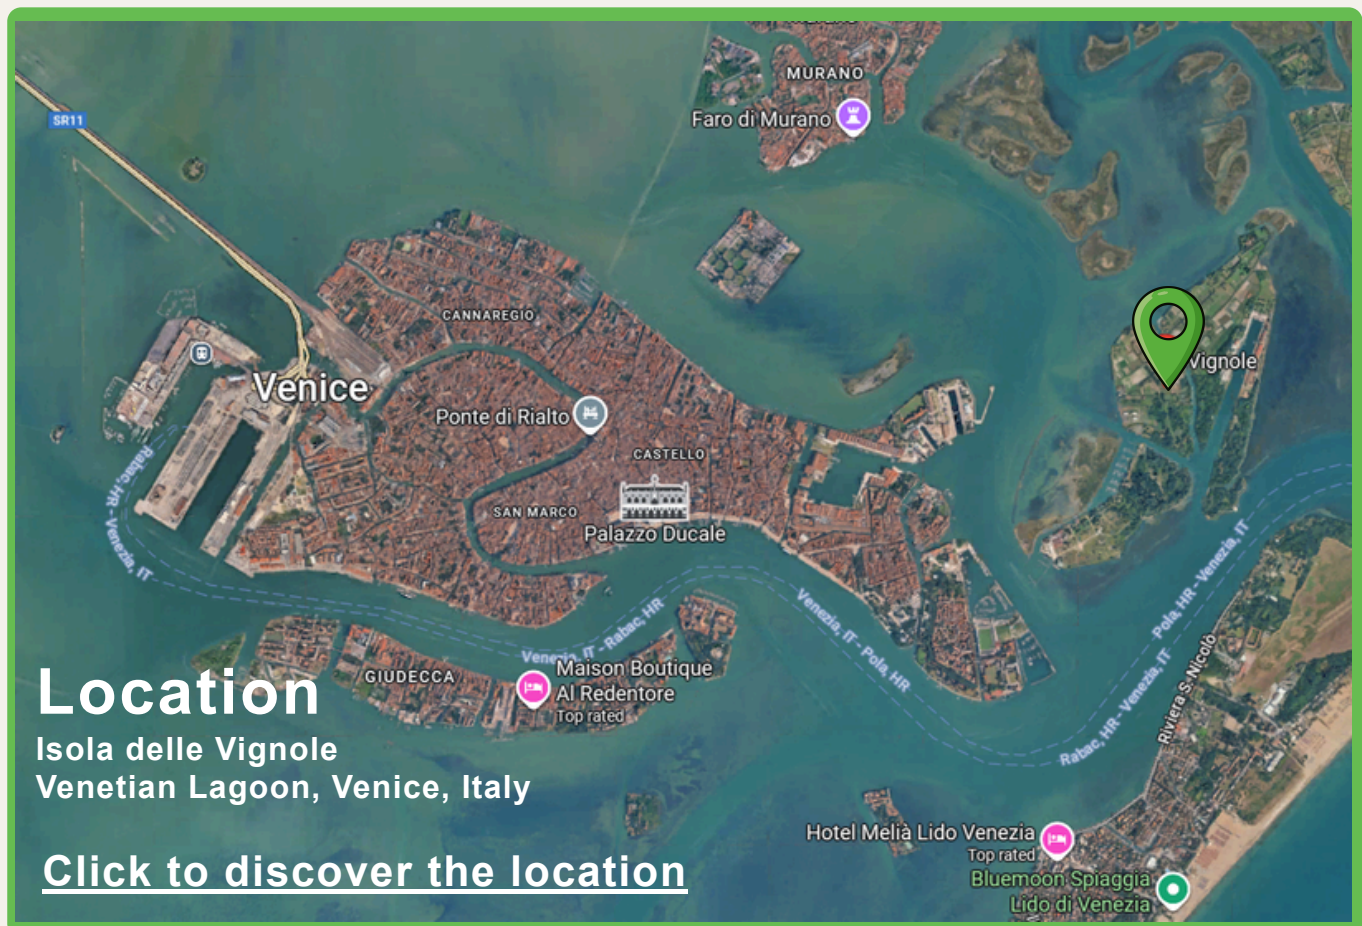 MURANO
Faro di Murano
SR11
CANNAREGIO
Venice
Vignole
Ponte di Rialto
CASTELLO
SAN MARCO
Palazzo Ducale
Rabac, HR - Venezia, IT
Venezia, IT - Rabac, HR
Venezia, IT - Pola, HR
Pola, HR - Venezia, IT
Rabac, HR - Venezia, IT
Riviera S. Nicolò
GIUDECCA
Maison Boutique
Al Redentore
Top rated
Location
Isola delle Vignole
Venetian Lagoon, Venice, Italy
Hotel Melià Lido Venezia
Top rated
Click to discover the location
Bluemoon Spiaggia
Lido di Venezia